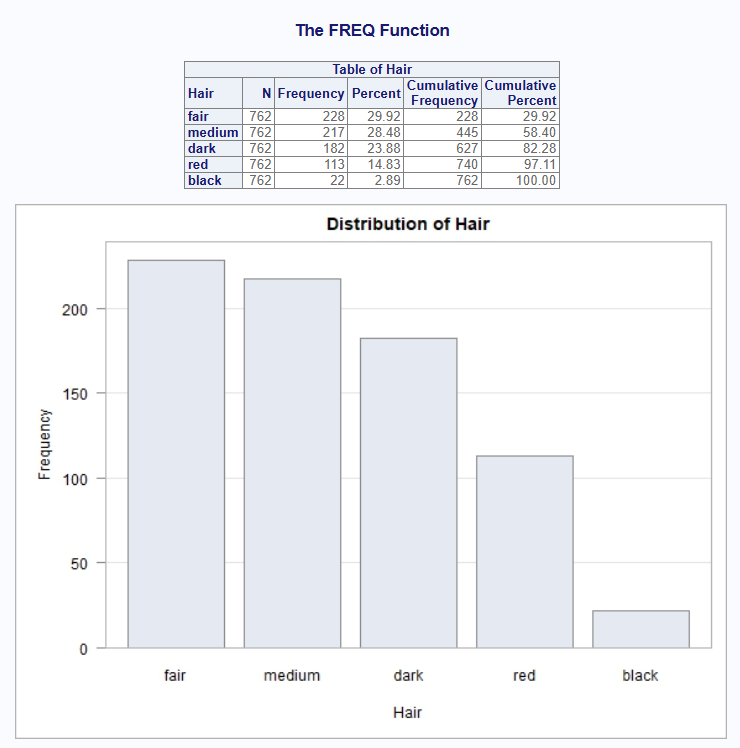 The FREQ Function
Table of Hair
Hair N Frequency Percent Cumulative Frequency Cumulative Percent
fair 762 228 29.92 228 29.92
medium 762 217 28.48 445 58.40
dark 762 182 23.88 627 82.28
red 762 113 14.83 740 97.11
black 762 22 2.89 762 100.00
Distribution of Hair
200
150
100
50
0
Frequency
fair medium dark red black
Hair